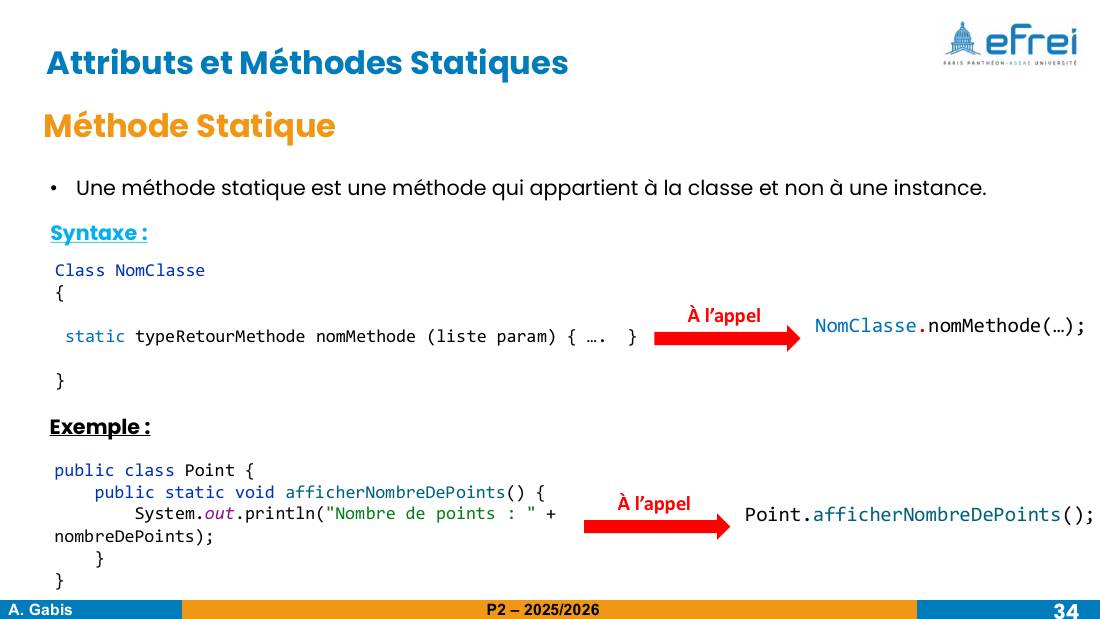 efrei
PARIS PANTHÉON-ASSAS UNIVERSITÉ
Attributs et Méthodes Statiques
Méthode Statique
• Une méthode statique est une méthode qui appartient à la classe et non à une instance.
Syntaxe :
Class NomClasse
{
static typeRetourMethode nomMethode (liste param) { …. }
À l’appel
NomClasse.nomMethode(…);
}
Exemple :
public class Point {
public static void afficherNombreDePoints() {
System.out.println("Nombre de points : " +
nombreDePoints);
}
}
À l’appel
Point.afficherNombreDePoints();
A. Gabis
P2 – 2025/2026
34